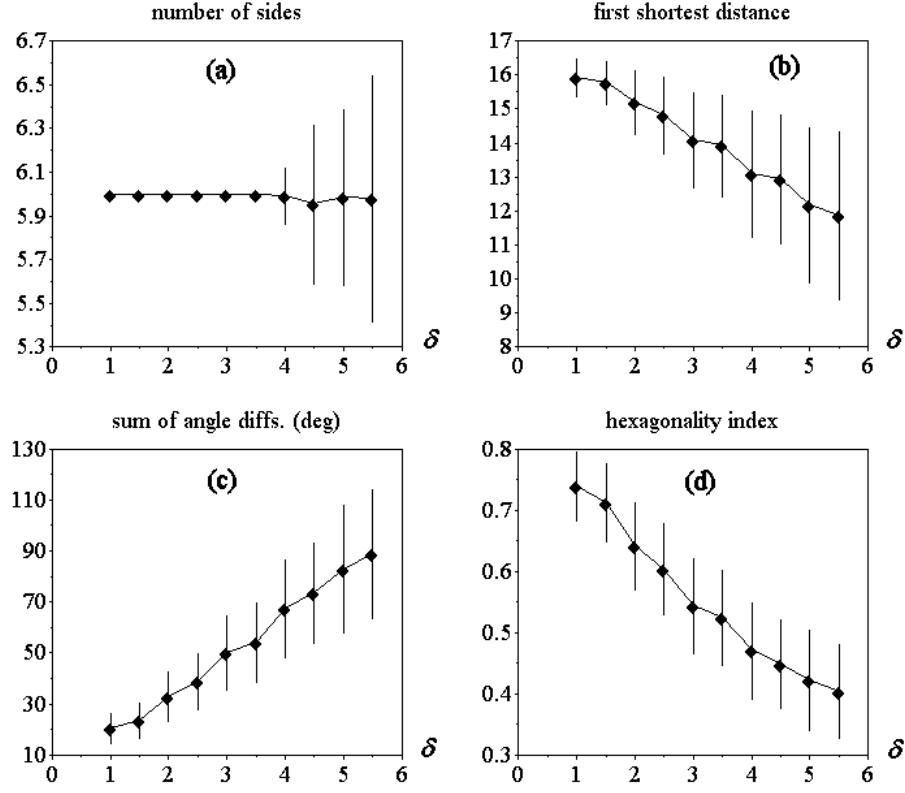 number of sides
(a)
6.7
6.5
6.3
6.1
5.9
5.7
5.5
5.3
0 1 2 3 4 5 6
δ
first shortest distance
(b)
17
16
15
14
13
12
11
10
9
8
0 1 2 3 4 5 6
δ
sum of angle diffs. (deg)
(c)
130
110
90
70
50
30
10
0 1 2 3 4 5 6
δ
hexagonality index
(d)
0.8
0.7
0.6
0.5
0.4
0.3
0 1 2 3 4 5 6
δ